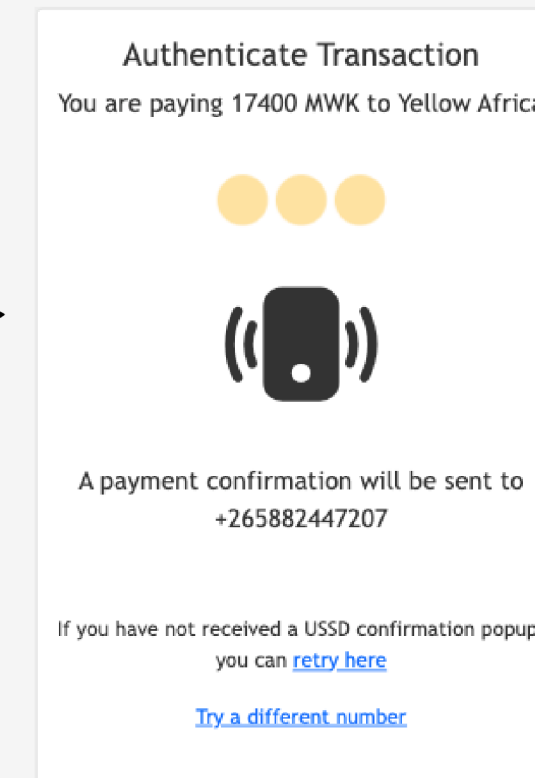 Authenticate Transaction
You are paying 17400 MWK to Yellow Africa
A payment confirmation will be sent to
+265882447207
If you have not received a USSD confirmation popup
you can retry here
Try a different number